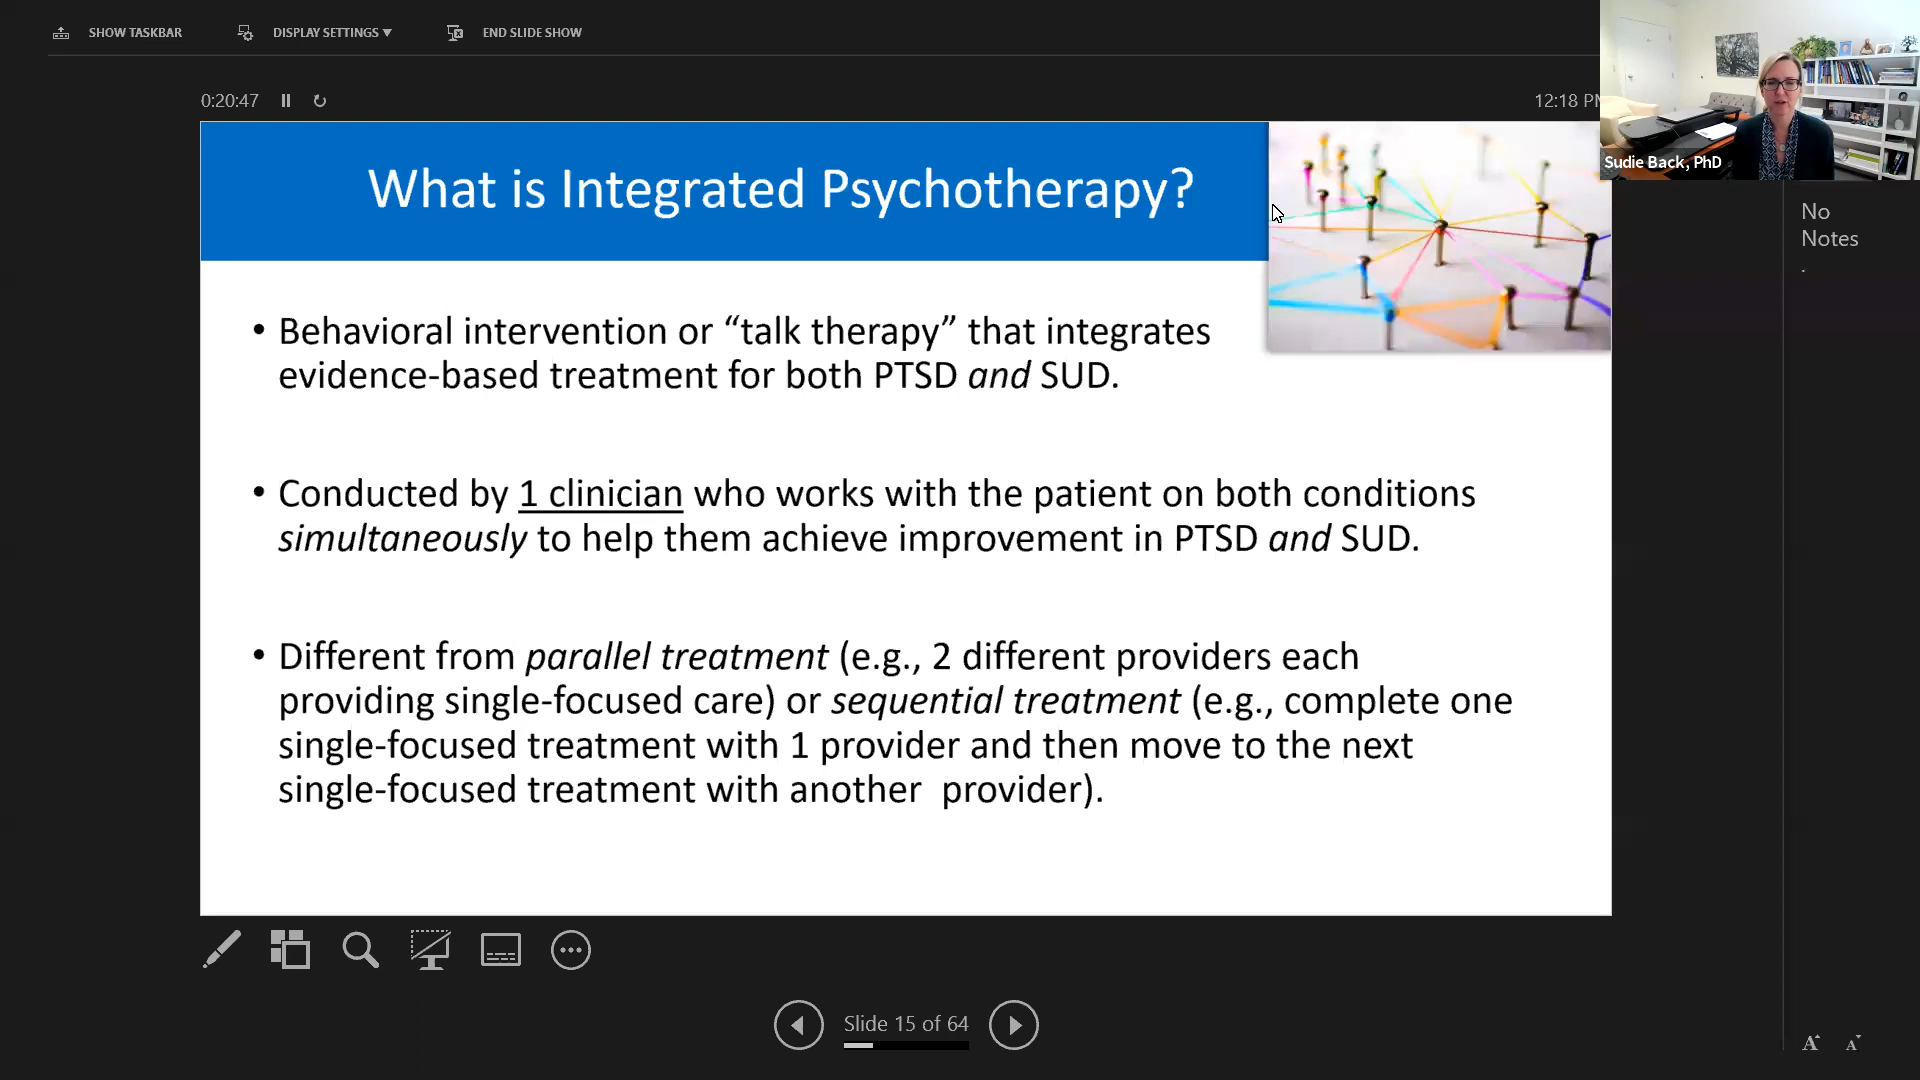 SHOW TASKBAR
DISPLAY SETTINGS ▼
END SLIDE SHOW
0:20:47
12:18 PM
Sudie Back, PhD
No
Notes
.
What is Integrated Psychotherapy?
• Behavioral intervention or “talk therapy” that integrates
evidence-based treatment for both PTSD and SUD.
• Conducted by 1 clinician who works with the patient on both conditions
simultaneously to help them achieve improvement in PTSD and SUD.
• Different from parallel treatment (e.g., 2 different providers each
providing single-focused care) or sequential treatment (e.g., complete one
single-focused treatment with 1 provider and then move to the next
single-focused treatment with another  provider).
Slide 15 of 64
A A